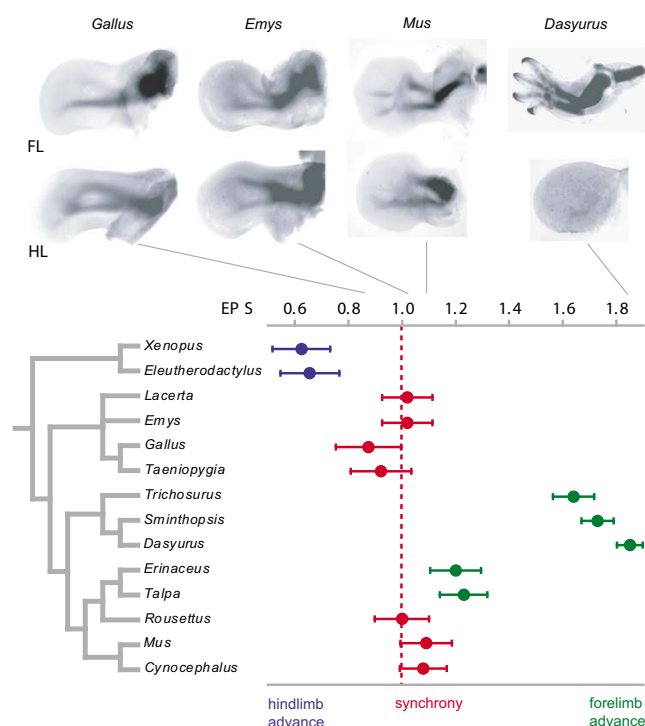 Gallus Emys Mus Dasyurus
FL
HL
EP S 0.6 0.8 1.0 1.2 1.4 1.6 1.8
Xenopus
Eleutherodactylus
Lacerta
Emys
Gallus
Taeniopygia
Trichosurus
Sminthopsis
Dasyurus
Erinaceus
Talpa
Rousettus
Mus
Cynocephalus
hindlimb synchrony forelimb
advance advance